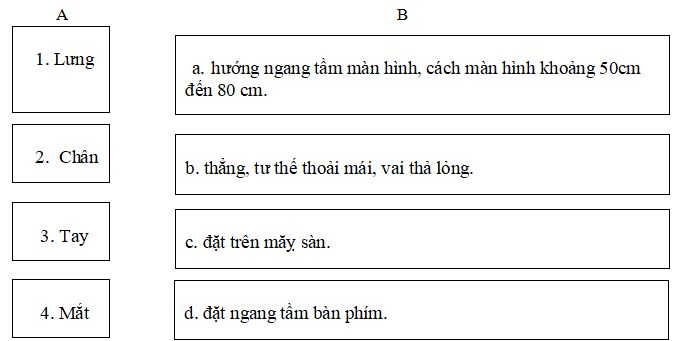 A B
1. Lưng
a. hướng ngang tầm màn hình, cách màn hình khoảng 50cm
đến 80 cm.
2. Chân
b. thẳng, tư thế thoải mái, vai thả lỏng.
3. Tay
c. đặt trên mặy sàn.
4. Mắt
d. đặt ngang tầm bàn phím.